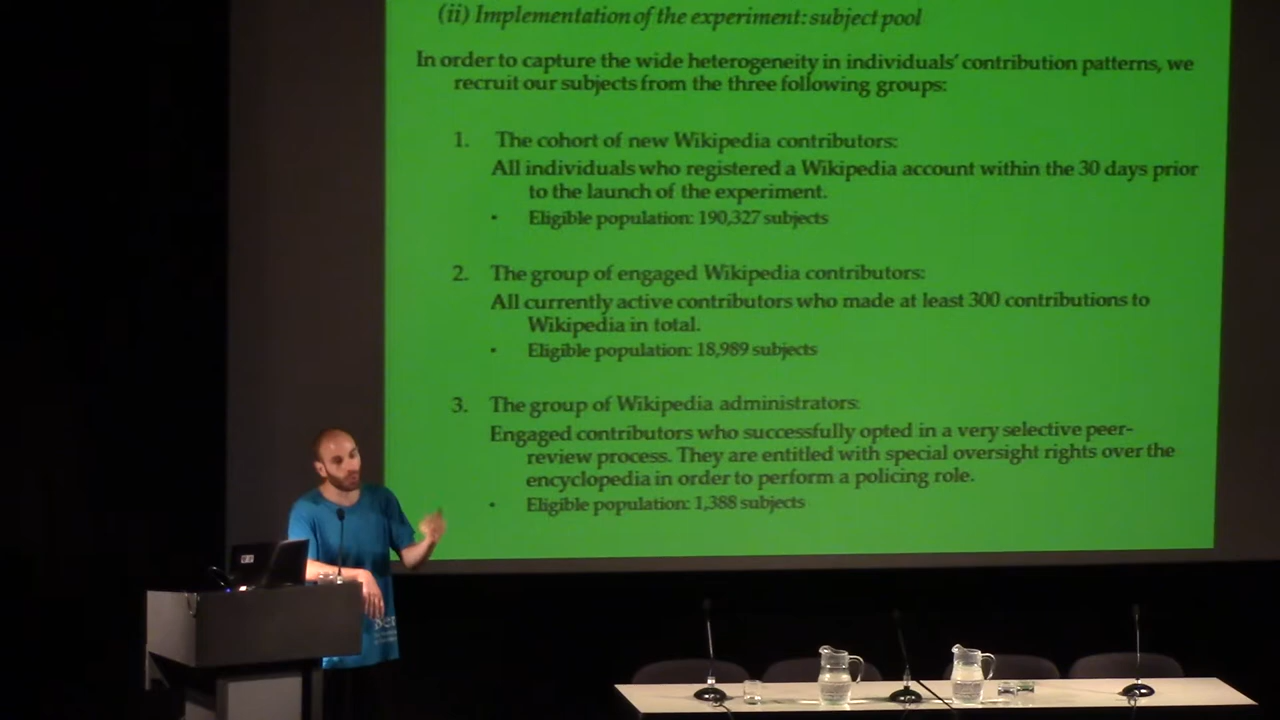 (ii) Implementation of the experiment: subject pool
In order to capture the wide heterogeneity in individuals' contribution patterns, we
recruit our subjects from the three following groups:
1. The cohort of new Wikipedia contributors:
All individuals who registered a Wikipedia account within the 30 days prior
to the launch of the experiment.
• Eligible population: 190,327 subjects
2. The group of engaged Wikipedia contributors:
All currently active contributors who made at least 300 contributions to
Wikipedia in total.
• Eligible population: 18,989 subjects
3. The group of Wikipedia administrators:
Engaged contributors who successfully opted in a very selective peer-
review process. They are entitled with special oversight rights over the
encyclopedia in order to perform a policing role.
• Eligible population: 1,388 subjects